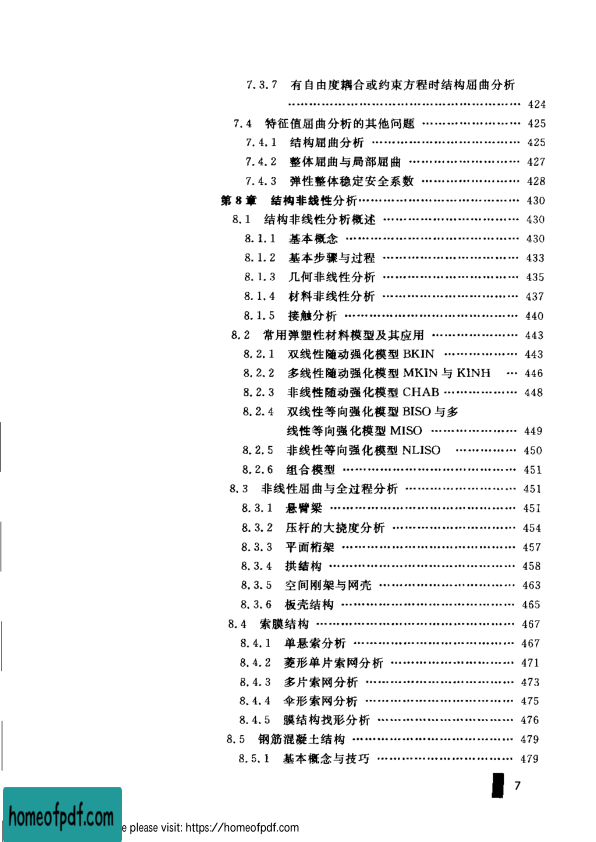 7.3.7 有自由度耦合或约束方程时结构屈曲分析
…… 424
7.4 特征值屈曲分析的其他问题 …… 425
7.4.1 结构屈曲分析 …… 425
7.4.2 整体屈曲与局部屈曲 …… 427
7.4.3 弹性整体稳定安全系数 …… 428
第8章 结构非线性分析 …… 430
8.1 结构非线性分析概述 …… 430
8.1.1 基本概念 …… 430
8.1.2 基本步骤与过程 …… 433
8.1.3 几何非线性分析 …… 435
8.1.4 材料非线性分析 …… 437
8.1.5 接触分析 …… 440
8.2 常用弹塑性材料模型及其应用 …… 443
8.2.1 双线性随动强化模型 BKIN …… 443
8.2.2 多线性随动强化模型 MKIN 与 KINH … 446
8.2.3 非线性随动强化模型 CHAB …… 448
8.2.4 双线性等向强化模型 BISO 与多
线性等向强化模型 MISO …… 449
8.2.5 非线性等向强化模型 NLISO …… 450
8.2.6 组合模型 …… 451
8.3 非线性屈曲与全过程分析 …… 451
8.3.1 悬臂梁 …… 451
8.3.2 压杆的大挠度分析 …… 454
8.3.3 平面桁架 …… 457
8.3.4 拱结构 …… 458
8.3.5 空间刚架与网壳 …… 463
8.3.6 板壳结构 …… 465
8.4 索膜结构 …… 467
8.4.1 单悬索分析 …… 467
8.4.2 菱形单片索网分析 …… 471
8.4.3 多片索网分析 …… 473
8.4.4 伞形索网分析 …… 475
8.4.5 膜结构找形分析 …… 476
8.5 钢筋混凝土结构 …… 479
8.5.1 基本概念与技巧 …… 479
7
homeofpdf.com
e please visit: https://homeofpdf.com